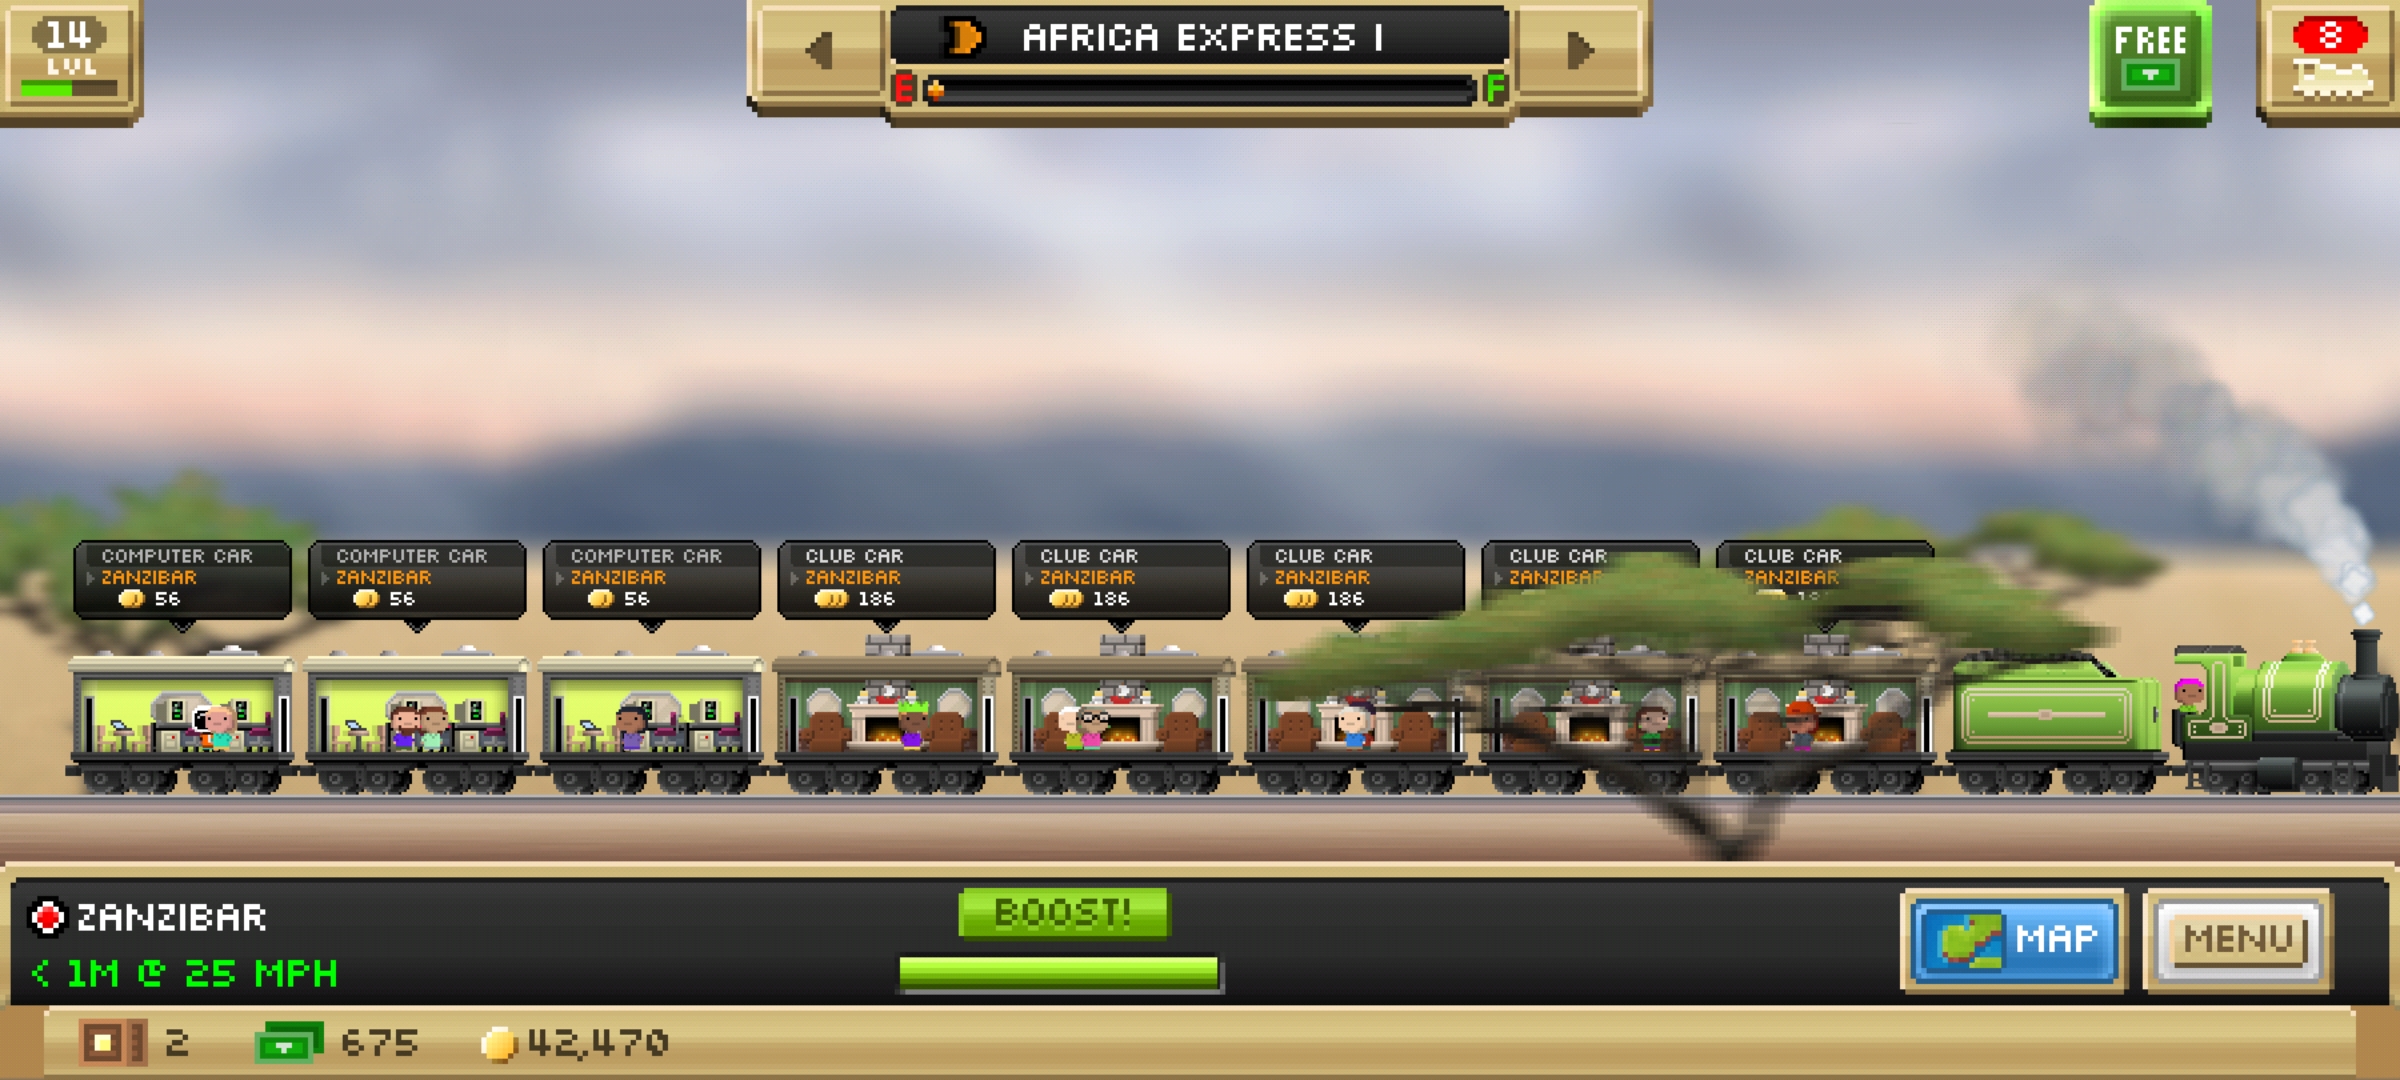 14
LVL
AFRICA EXPRESS I
E
F
FREE
8
COMPUTER CAR
ZANZIBAR
56
COMPUTER CAR
ZANZIBAR
56
COMPUTER CAR
ZANZIBAR
56
CLUB CAR
ZANZIBAR
186
CLUB CAR
ZANZIBAR
186
CLUB CAR
ZANZIBAR
186
CLUB CAR
ZANZIBAR
CLUB CAR
ZANZIBAR
ZANZIBAR
< 1M @ 25 MPH
BOOST!
MAP
MENU
2
675
42,470